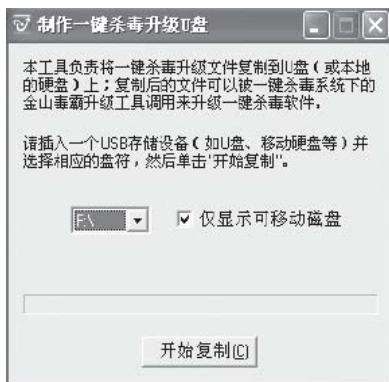 制作一键杀毒升级U盘
本工具负责将一键杀毒升级文件复制到U盘(或本地
的硬盘)上;复制后的文件可以被一键杀毒系统下的
金山毒霸升级工具调用来升级一键杀毒软件。
请插入一个USB存储设备(如U盘、移动硬盘等)并
选择相应的盘符,然后单击"开始复制"。
F:\
仅显示可移动磁盘
开始复制(C)